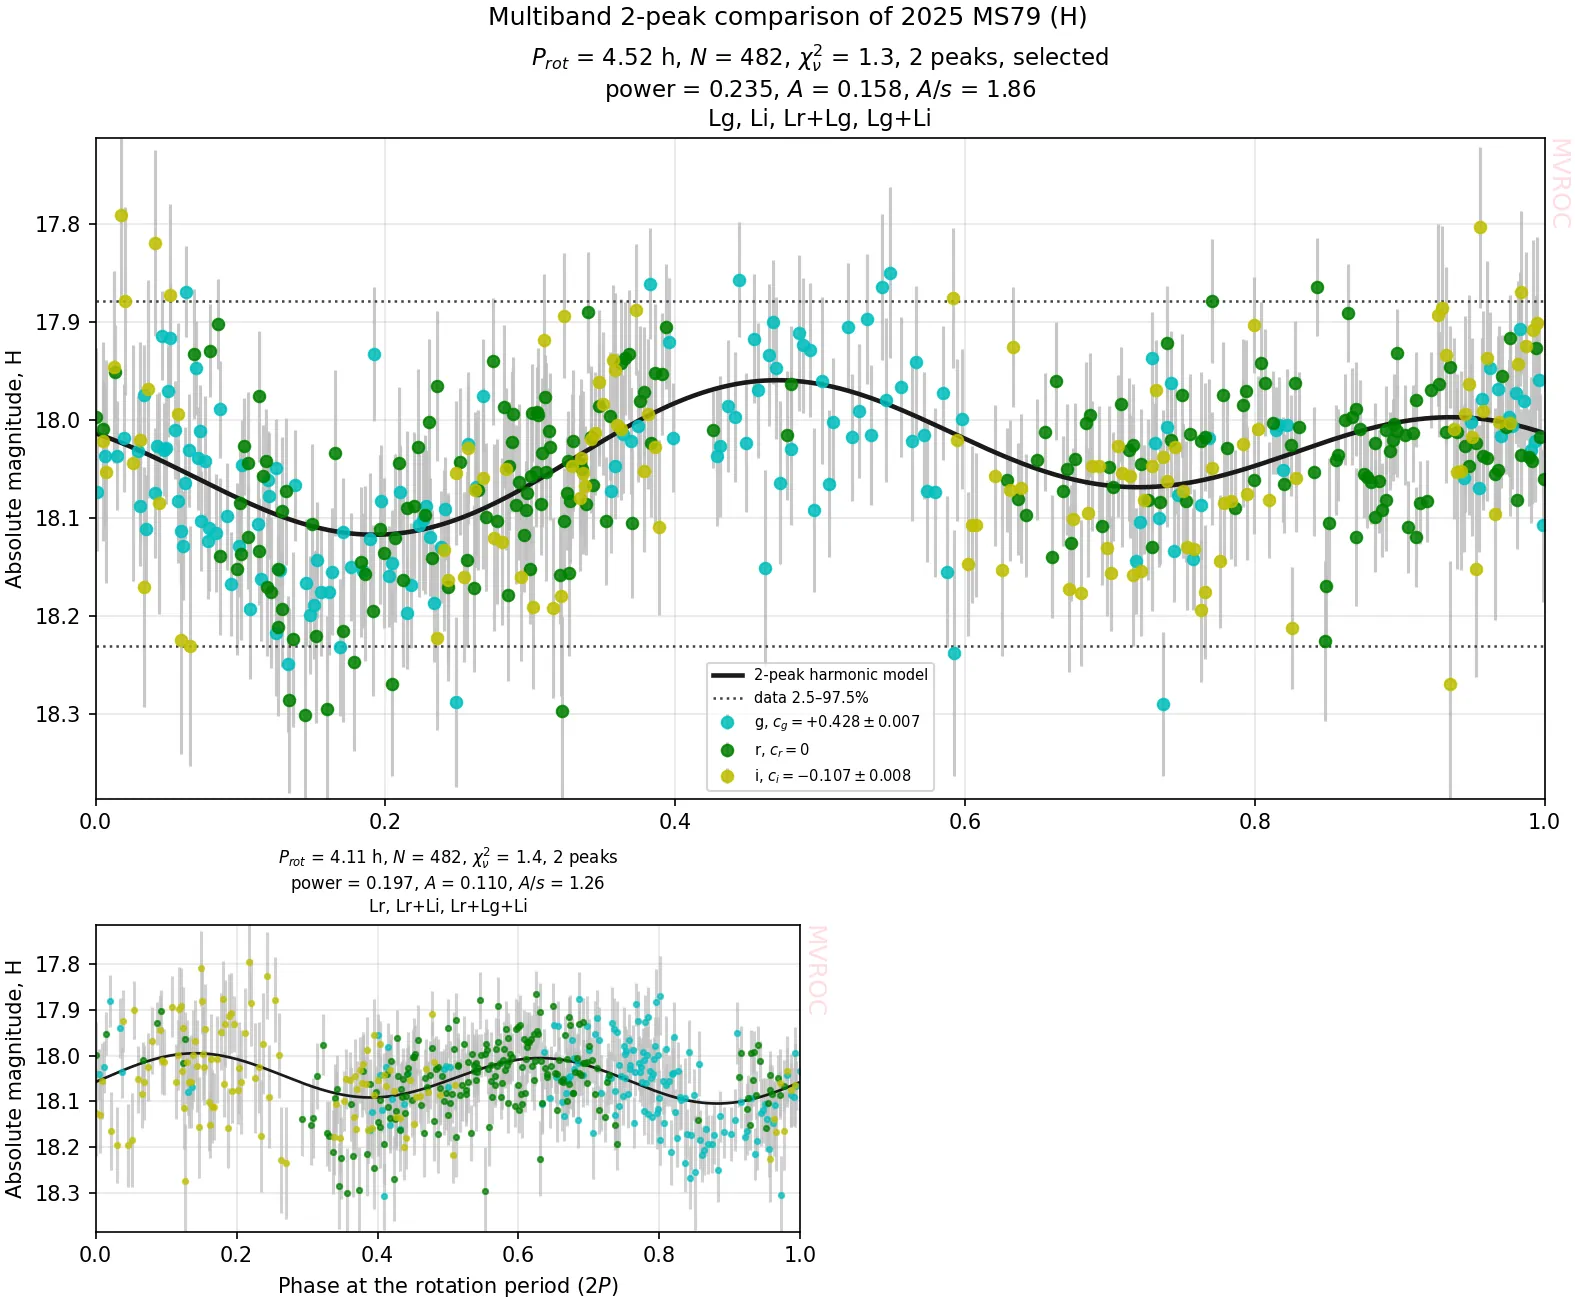 Multiband 2-peak comparison of 2025 MS79 (H)
P_rot = 4.52 h, N = 482, χ²_ν = 1.3, 2 peaks, selected
power = 0.235, A = 0.158, A/s = 1.86
Lg, Li, Lr+Lg, Lg+Li
MVROC
Absolute magnitude, H
17.8
17.9
18.0
18.1
18.2
18.3
2-peak harmonic model
data 2.5–97.5%
g, c_g = +0.428 ± 0.007
r, c_r = 0
i, c_i = −0.107 ± 0.008
0.0 0.2 0.4 0.6 0.8 1.0
P_rot = 4.11 h, N = 482, χ²_ν = 1.4, 2 peaks
power = 0.197, A = 0.110, A/s = 1.26
Lr, Lr+Li, Lr+Lg+Li
MVROC
Absolute magnitude, H
17.8
17.9
18.0
18.1
18.2
18.3
0.0 0.2 0.4 0.6 0.8 1.0
Phase at the rotation period (2P)